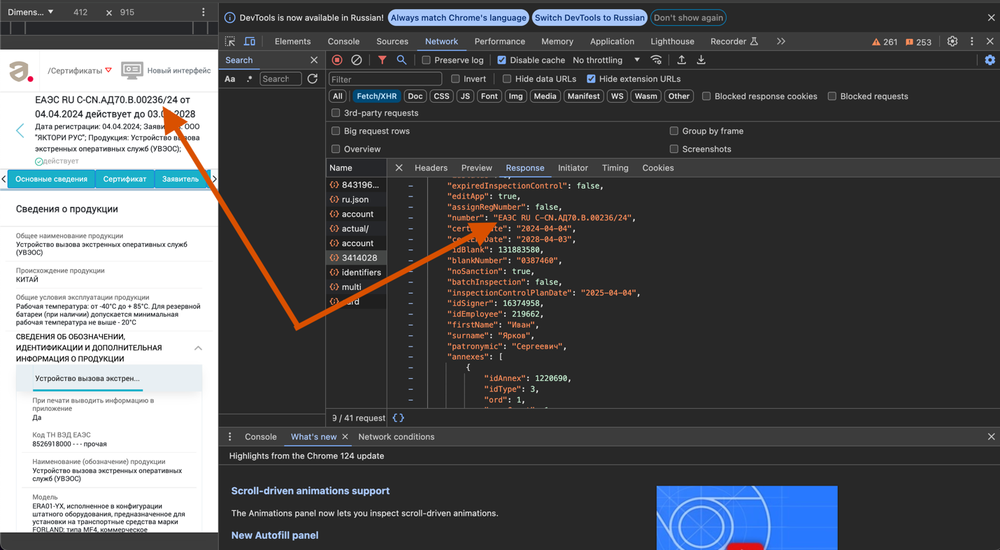 Dimens... ▼ 412 × 915
DevTools is now available in Russian! Always match Chrome's language Switch DevTools to Russian Don't show again
Elements Console Sources Network Performance Memory Application Lighthouse Recorder 261 253
Search
Preserve log Disable cache No throttling
Aa .* Search
Filter Invert Hide data URLs Hide extension URLs
All Fetch/XHR Doc CSS JS Font Img Media Manifest WS Wasm Other Blocked response cookies Blocked requests
3rd-party requests
Big request rows Group by frame
Overview Screenshots
/Сертификаты Новый интерфейс
ЕАЭС RU С-CN.АД70.В.00236/24 от
04.04.2024 действует до 2028
Дата регистрации: 04.04.2024; ООО
"ЯКТОРИ РУС"; Продукция: Устройство вызова
экстренных оперативных служб (УВЭОС);
действует
Основные сведения Сертификат Заявитель
Сведения о продукции
Общее наименование продукции
Устройство вызова экстренных оперативных служб
(УВЭОС)
Происхождение продукции
КИТАЙ
Общие условия эксплуатации продукции
Рабочая температура: от -40°C до + 85°C. Для резервной
батареи (при наличии) допускается минимальная
рабочая температура не выше - 20°C
СВЕДЕНИЯ ОБ ОБОЗНАЧЕНИИ,
ИДЕНТИФИКАЦИИ И ДОПОЛНИТЕЛЬНАЯ
ИНФОРМАЦИЯ О ПРОДУКЦИИ
Устройство вызова экстрен...
При печати выводить информацию в
приложение
Да
Код ТН ВЭД ЕАЭС
8526918000 - - - прочая
Наименование (обозначение) продукции
Устройство вызова экстренных оперативных
служб (УВЭОС)
Модель
ERA01-YX, исполненное в конфигурации
штатного оборудования, предназначенное для
установки на транспортные средства марки
FORLAND: типа MF4, коммерческое
Name
843196...
ru.json
account
actual/
account
3414028
identifiers
multi
9 / 41 request
Headers Preview Response Initiator Timing Cookies
"expiredInspectionControl": false,
"editApp": true,
"assignRegNumber": false,
"number": "ЕАЭС RU С-CN.АД70.В.00236/24",
"2024-04-04",
"2028-04-03",
"idBlank": 131883580,
"blankNumber": "0387460",
"noSanction": true,
"batchInspection": false,
"inspectionControlPlanDate": "2025-04-04",
"idSigner": 16374958,
"idEmployee": 219662,
"firstName": "Иван",
"surname": "Ярков",
"patronymic": "Сергеевич",
"annexes": [
{
"idAnnex": 1220690,
"idType": 3,
"ord": 1,
{}
Console What's new Network conditions
Highlights from the Chrome 124 update
Scroll-driven animations support
The Animations panel now lets you inspect scroll-driven animations.
New Autofill panel